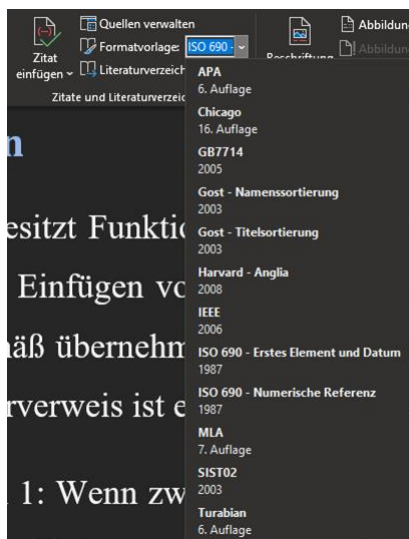 Quellen verwalten
Formatvorlage: ISO 690 -
Literaturverzeich
Zitat
einfügen
Zitate und Literaturverzeic
Abbildun
Abbildun
Beschriftung
APA
6. Auflage
Chicago
16. Auflage
GB7714
2005
Gost - Namenssortierung
2003
Gost - Titelsortierung
2003
Harvard - Anglia
2008
IEEE
2006
ISO 690 - Erstes Element und Datum
1987
ISO 690 - Numerische Referenz
1987
MLA
7. Auflage
SIST02
2003
Turabian
6. Auflage
n
esitzt Funktio
Einfügen vo
äß übernehm
rverweis ist e
1: Wenn zw